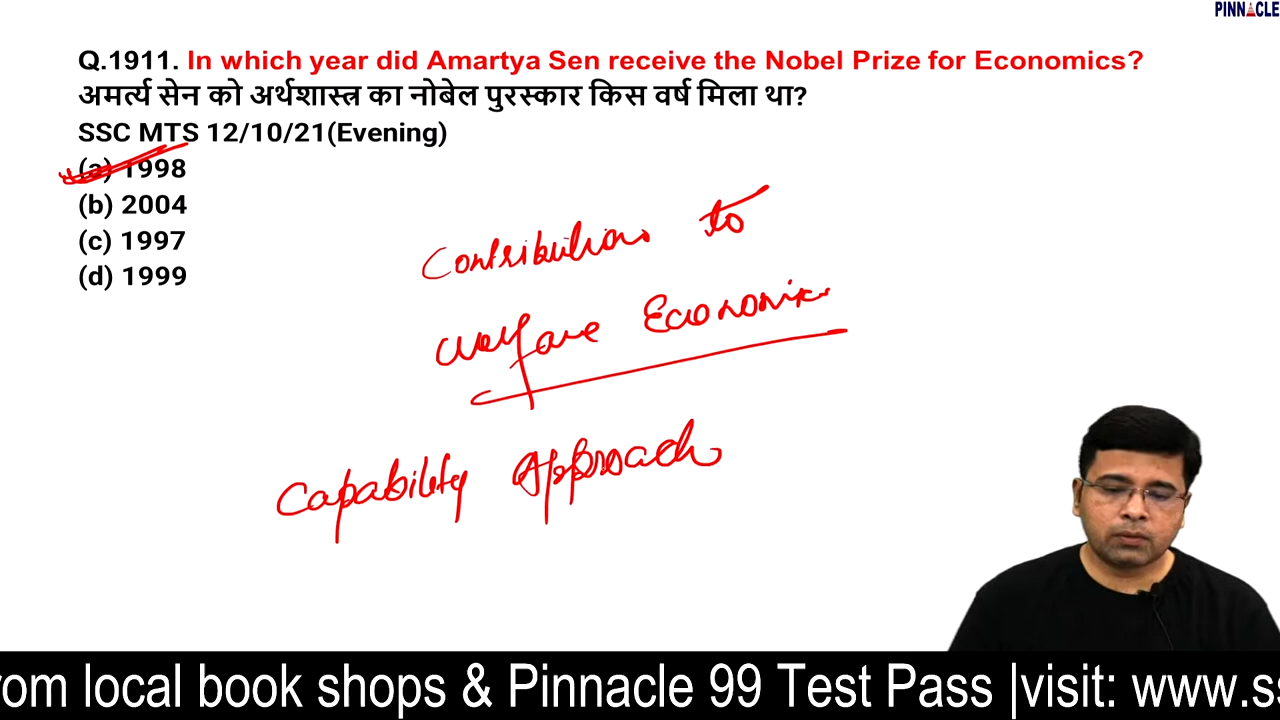 PINNACLE
Q.1911. In which year did Amartya Sen receive the Nobel Prize for Economics?
अमर्त्य सेन को अर्थशास्त्र का नोबेल पुरस्कार किस वर्ष मिला था?
SSC MTS 12/10/21(Evening)
(a) 1998
(b) 2004
(c) 1997
(d) 1999
Contributions to
welfare Economics
Capability Approach
rom local book shops & Pinnacle 99 Test Pass |visit: www.s